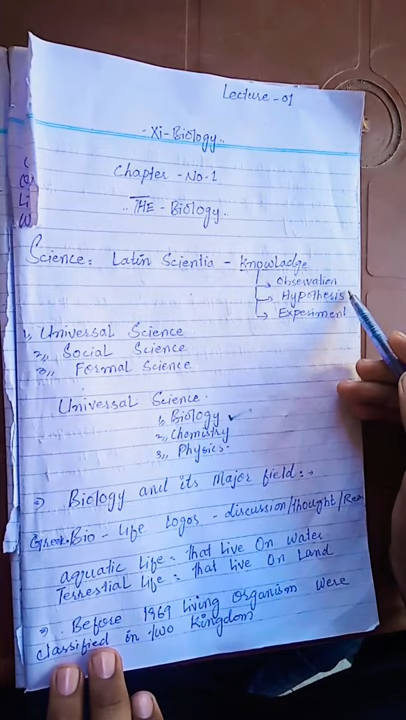 Lecture - 01
- Xi - Biology..
Chapter - No. 1
.. THE - Biology..
Science: Latin Scientia - Knowladge
→ Observation
→ Hypothesis
→ Experiment
1,, Universal Science
2,, Social Science
3,,, Formal Science
Universal Science.
1,, Biology ✓
2,, Chemistry
3,, Physics.
⇒ Biology and its Major field: →
Greek. Bio - Life Logos - discussion/thought/
aquatic Life = That Live On Water
Terrestial Life = That Live On Land
⇒ Before 1969 Living Organism were
classified in two Kingdom